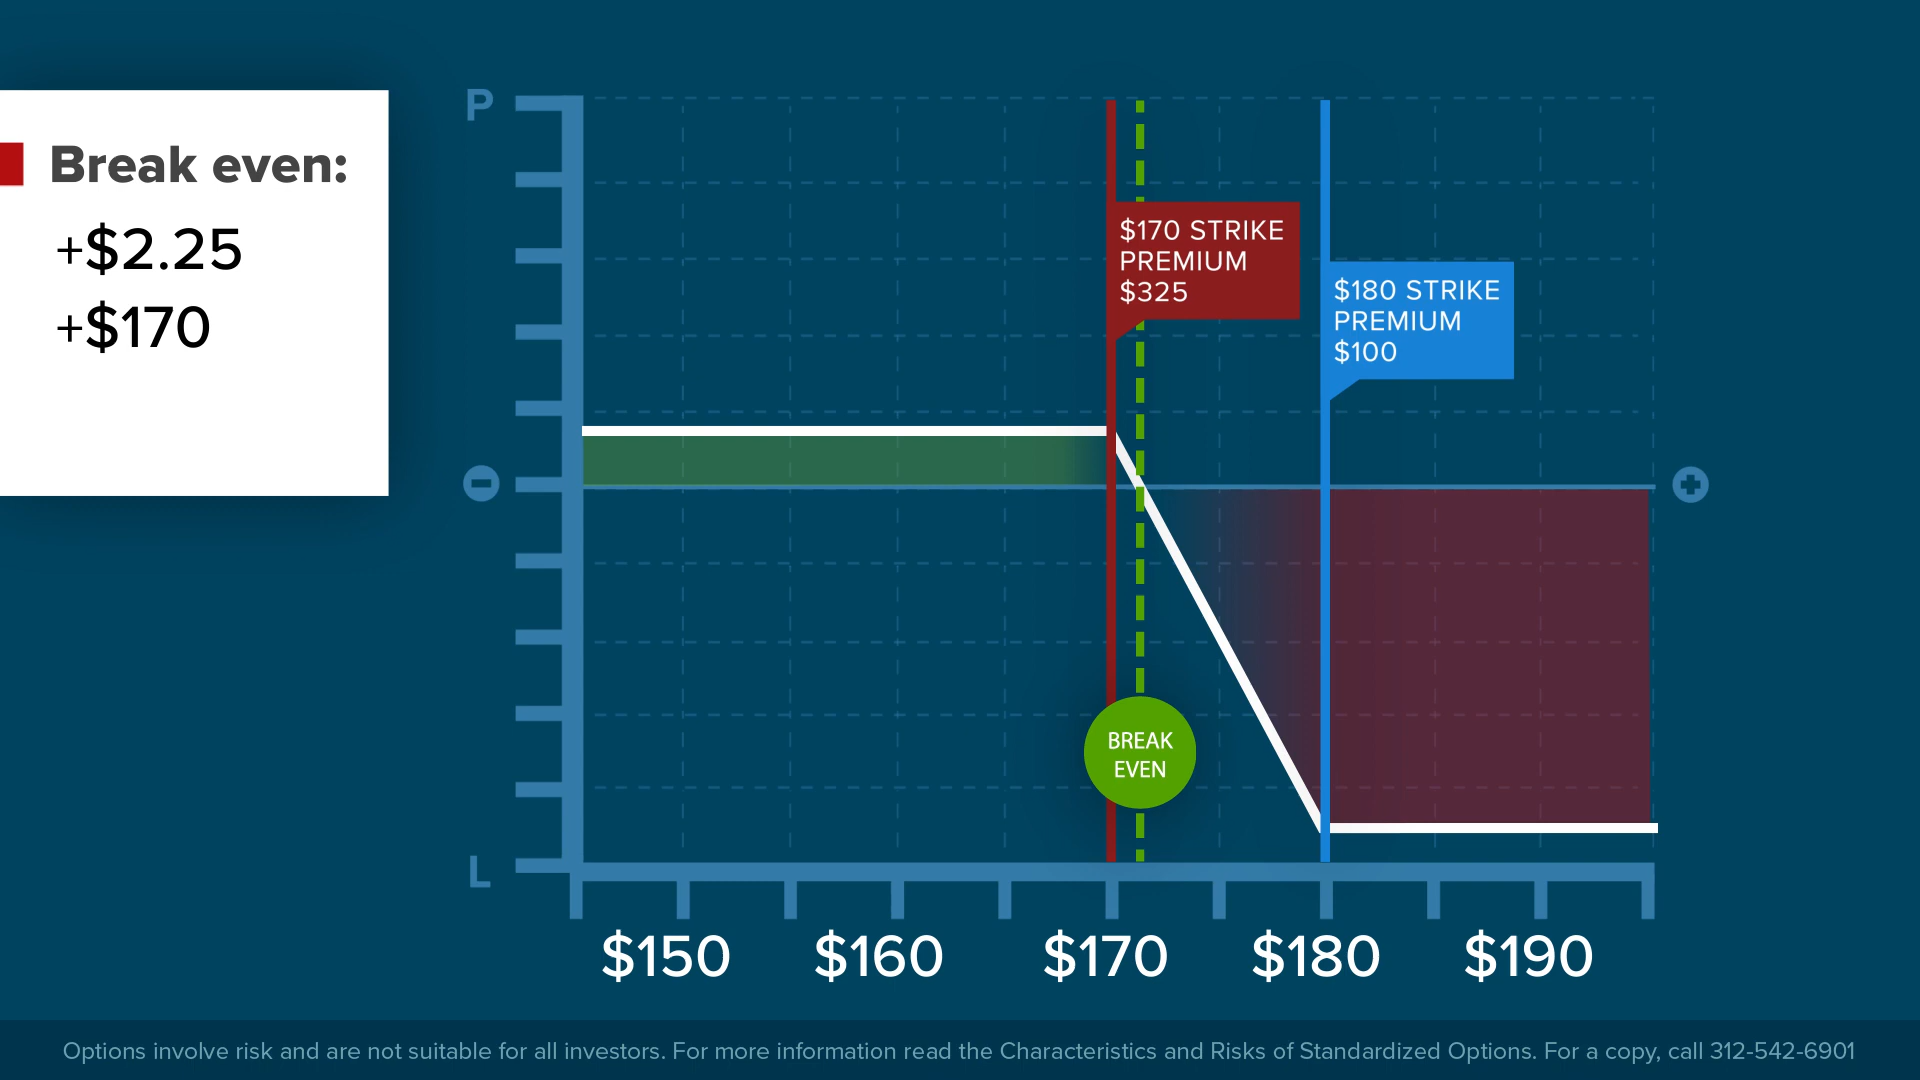 Break even:
+$2.25
+$170
P
$170 STRIKE
PREMIUM
$325
$180 STRIKE
PREMIUM
$100
BREAK
EVEN
L
$150 $160 $170 $180 $190
Options involve risk and are not suitable for all investors. For more information read the Characteristics and Risks of Standardized Options. For a copy, call 312-542-6901